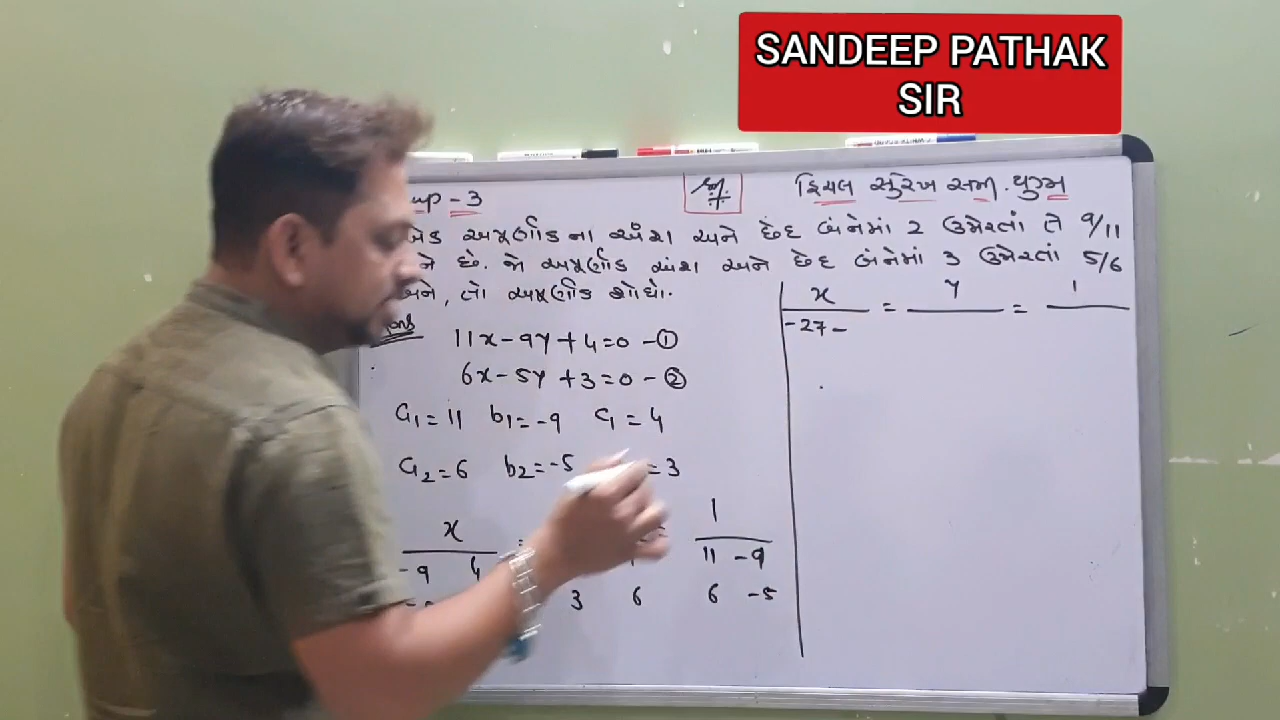 SANDEEP PATHAK
SIR
up - 3
દ્વિચલ સુરેખ સમી. યુગ્મ
એક અપૂર્ણાંકના અંશ અને છેદ બંનેમાં 2 ઉમેરતાં તે 9/11
બને છે. જો અપૂર્ણાંક અંશ અને છેદ બંનેમાં 3 ઉમેરતાં 5/6
બને, તો અપૂર્ણાંક શોધો.
11x - 9y + 4 = 0 - ①
6x - 5y + 3 = 0 - ②
a₁ = 11 b₁ = -9 c₁ = 4
a₂ = 6 b₂ = -5 = 3
x = = 1
-9 4 11 -9
3 6 6 -5
x = y = 1
-27 -